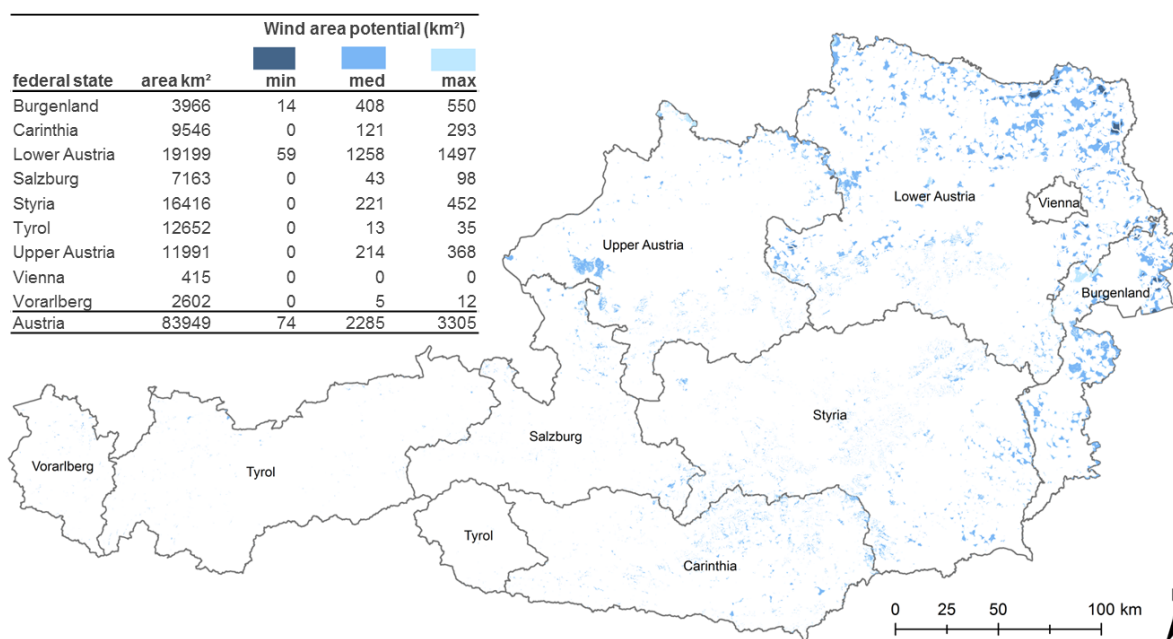 Wind area potential (km²)
federal state area km² min med max
Burgenland 3966 14 408 550
Carinthia 9546 0 121 293
Lower Austria 19199 59 1258 1497
Salzburg 7163 0 43 98
Styria 16416 0 221 452
Tyrol 12652 0 13 35
Upper Austria 11991 0 214 368
Vienna 415 0 0 0
Vorarlberg 2602 0 5 12
Austria 83949 74 2285 3305
Lower Austria
Vienna
Upper Austria
Burgenland
Styria
Salzburg
Vorarlberg
Tyrol
Tyrol
Carinthia
0 25 50 100 km